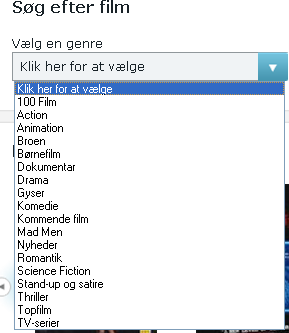 Søg efter film
Vælg en genre
Klik her for at vælge
Klik her for at vælge
100 Film
Action
Animation
Broen
Børnefilm
Dokumentar
Drama
Gyser
Komedie
Kommende film
Mad Men
Nyheder
Romantik
Science Fiction
Stand-up og satire
Thriller
Topfilm
TV-serier